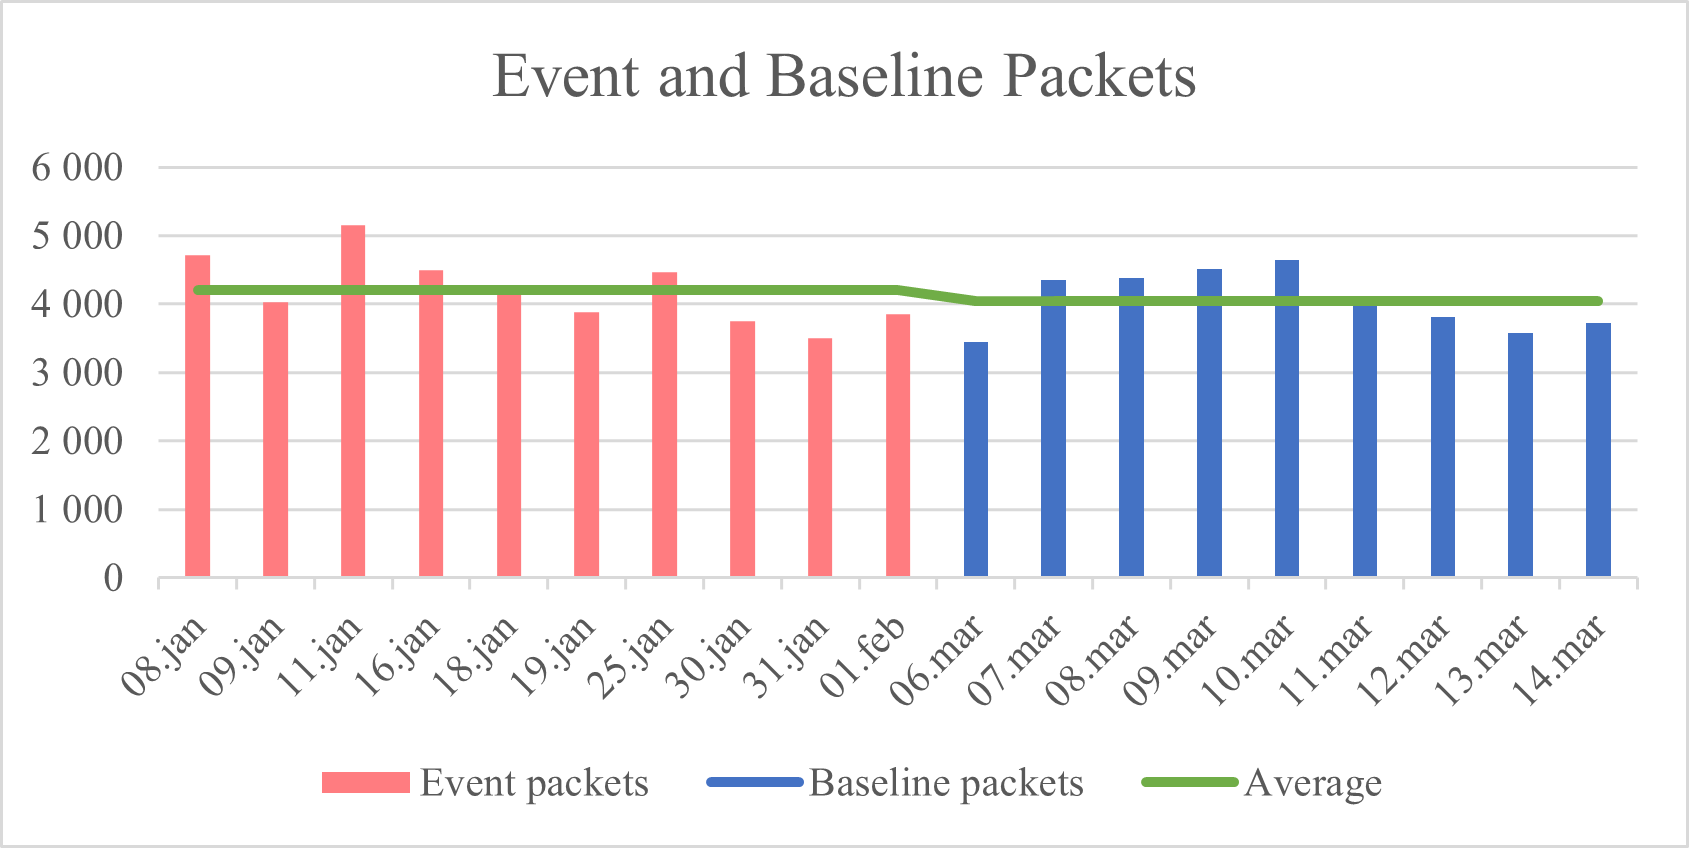 Event and Baseline Packets
6 000
5 000
4 000
3 000
2 000
1 000
0
08.jan
09.jan
11.jan
16.jan
18.jan
19.jan
25.jan
30.jan
31.jan
01.feb
06.mar
07.mar
08.mar
09.mar
10.mar
11.mar
12.mar
13.mar
14.mar
Event packets
Baseline packets
Average